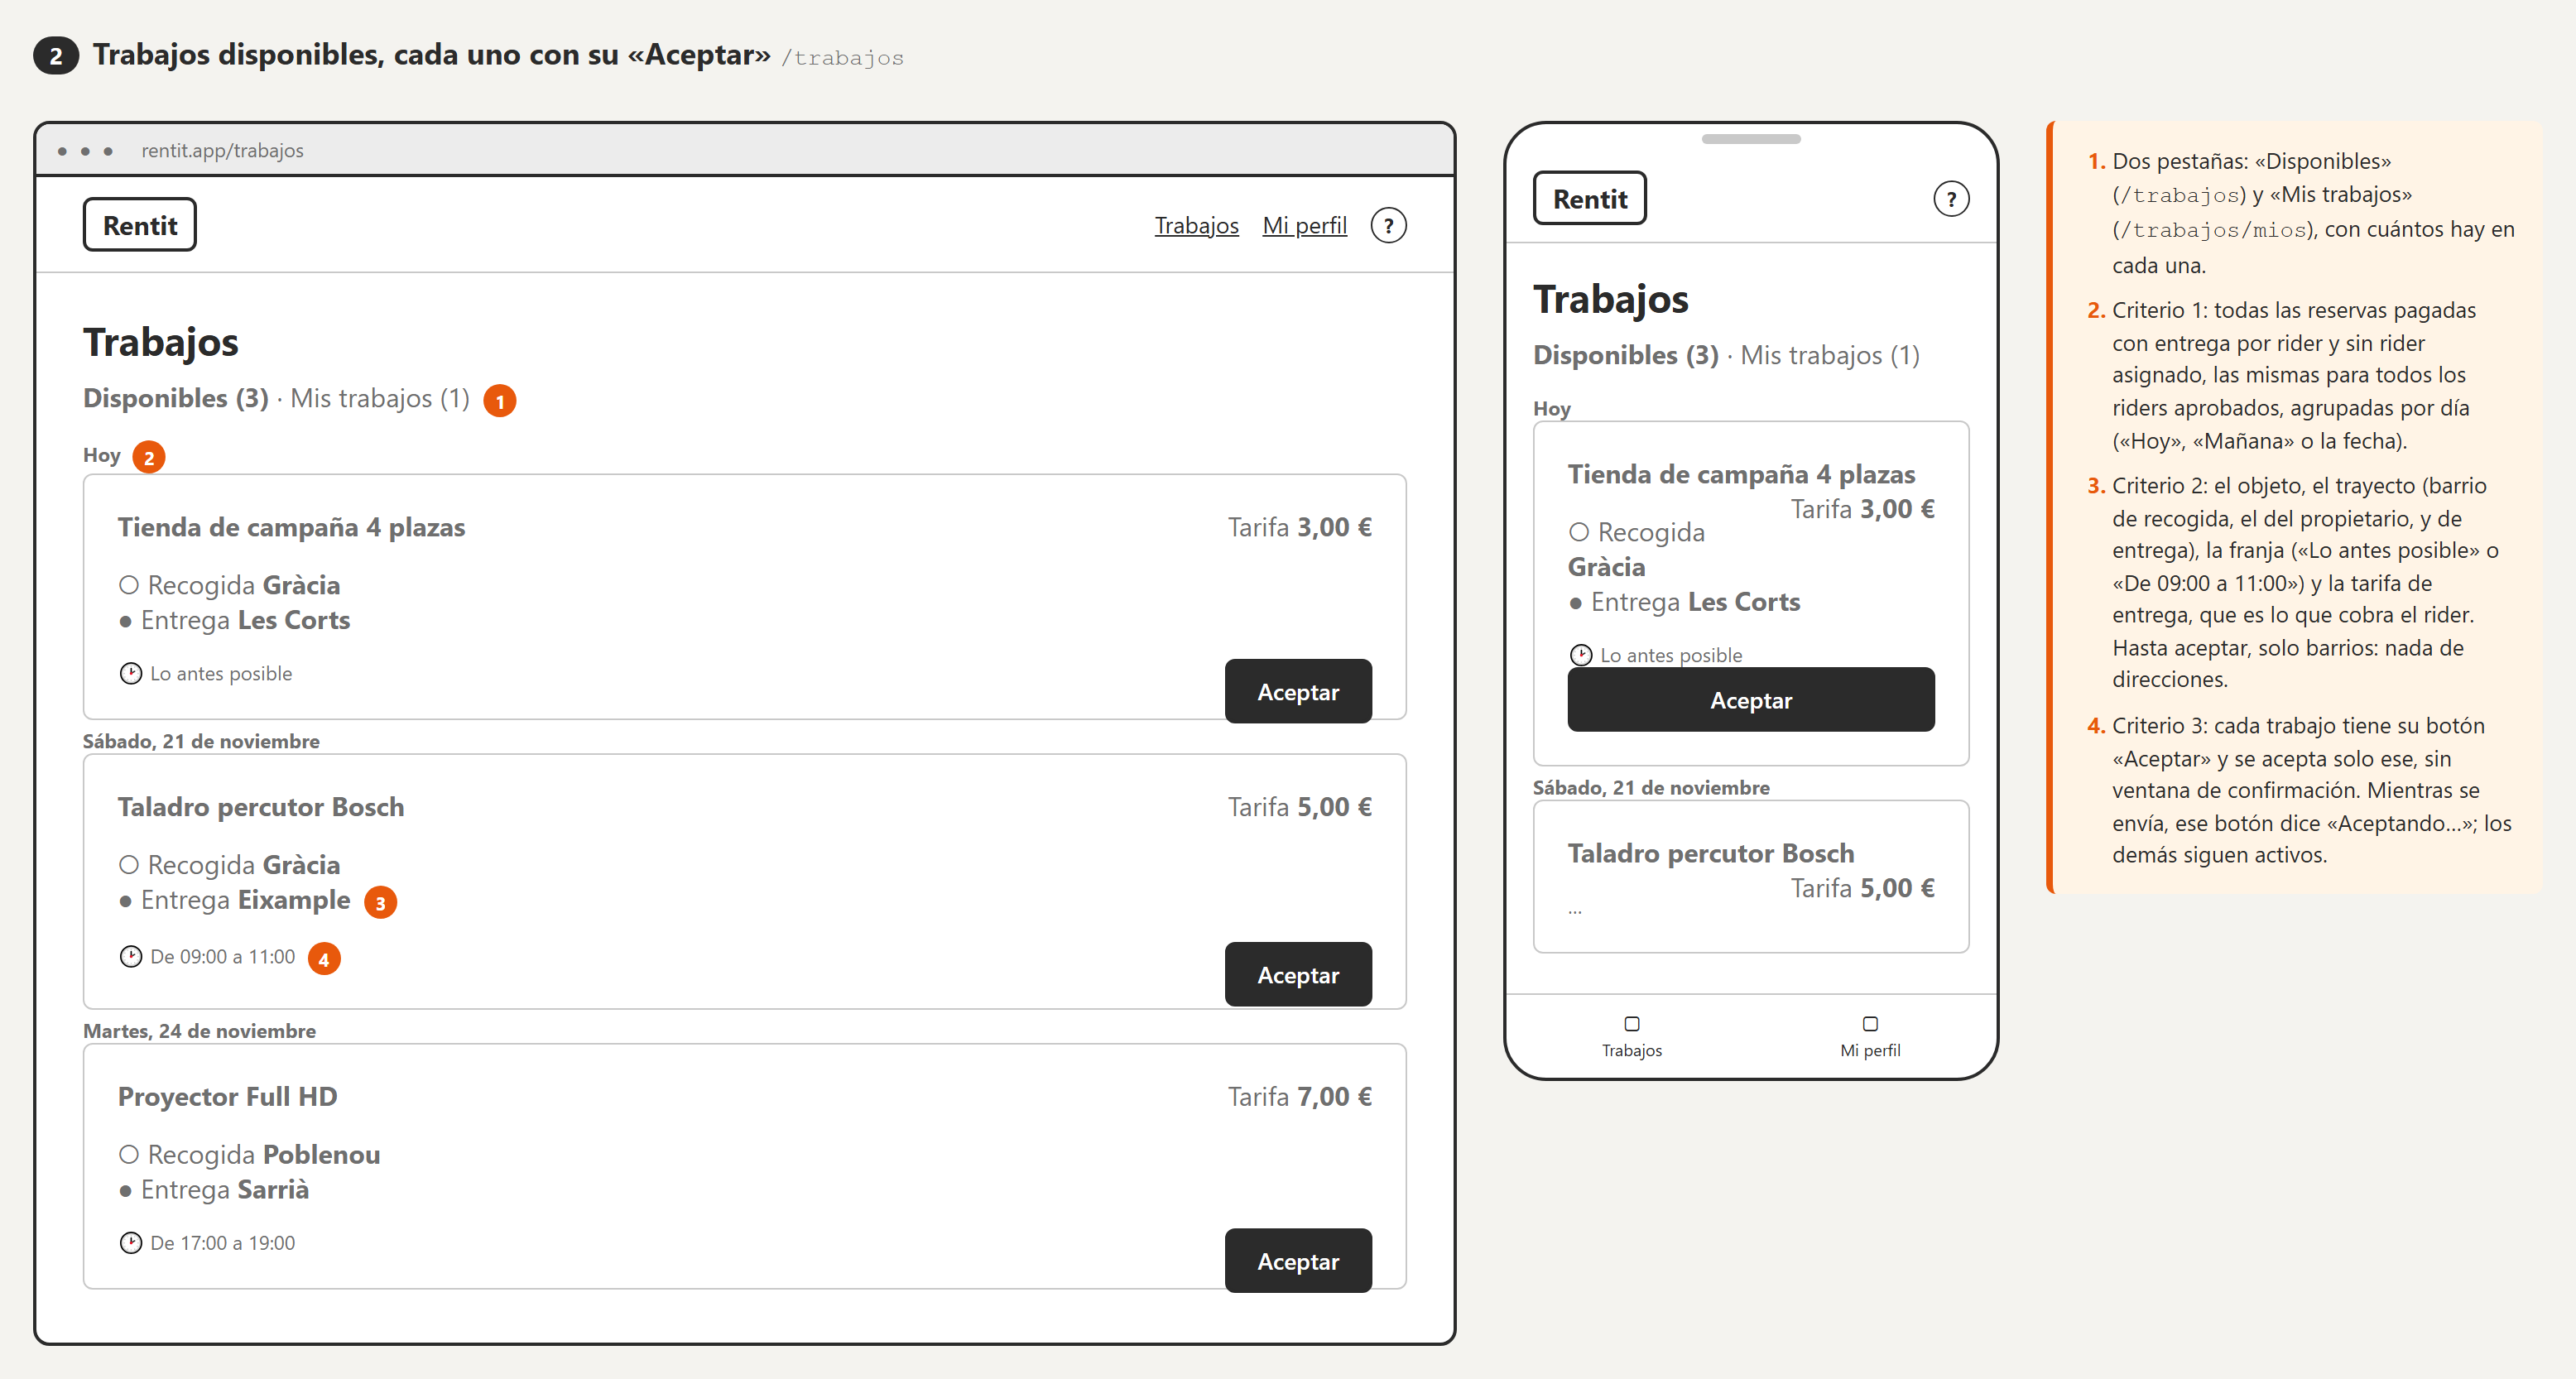 2 Trabajos disponibles, cada uno con su «Aceptar» /trabajos
rentit.app/trabajos
Rentit
Trabajos Mi perfil ?
Trabajos
Disponibles (3) · Mis trabajos (1) 1
Hoy 2
Tienda de campaña 4 plazas Tarifa 3,00 €
Recogida Gràcia
Entrega Les Corts
Lo antes posible
Aceptar
Sábado, 21 de noviembre
Taladro percutor Bosch Tarifa 5,00 €
Recogida Gràcia
Entrega Eixample 3
De 09:00 a 11:00 4
Aceptar
Martes, 24 de noviembre
Proyector Full HD Tarifa 7,00 €
Recogida Poblenou
Entrega Sarrià
De 17:00 a 19:00
Aceptar
Rentit ?
Trabajos
Disponibles (3) · Mis trabajos (1)
Hoy
Tienda de campaña 4 plazas
Tarifa 3,00 €
Recogida
Gràcia
Entrega Les Corts
Lo antes posible
Aceptar
Sábado, 21 de noviembre
Taladro percutor Bosch
Tarifa 5,00 €
...
Trabajos Mi perfil
1. Dos pestañas: «Disponibles»
(/trabajos) y «Mis trabajos»
(/trabajos/mios), con cuántos hay en
cada una.
2. Criterio 1: todas las reservas pagadas
con entrega por rider y sin rider
asignado, las mismas para todos los
riders aprobados, agrupadas por día
(«Hoy», «Mañana» o la fecha).
3. Criterio 2: el objeto, el trayecto (barrio
de recogida, el del propietario, y de
entrega), la franja («Lo antes posible» o
«De 09:00 a 11:00») y la tarifa de
entrega, que es lo que cobra el rider.
Hasta aceptar, solo barrios: nada de
direcciones.
4. Criterio 3: cada trabajo tiene su botón
«Aceptar» y se acepta solo ese, sin
ventana de confirmación. Mientras se
envía, ese botón dice «Aceptando…»; los
demás siguen activos.